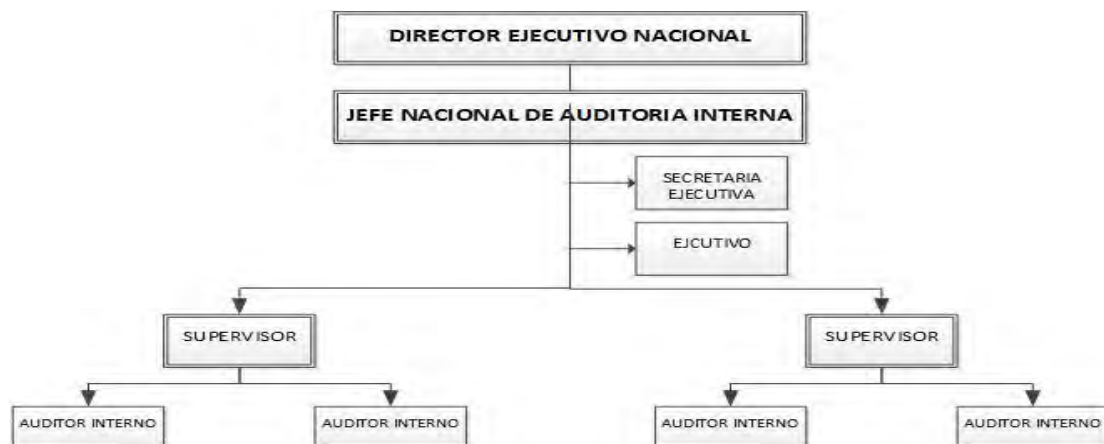 DIRECTOR EJECUTIVO NACIONAL
JEFE NACIONAL DE AUDITORIA INTERNA
SECRETARIA
EJECUTIVA
EJCUTIVO
SUPERVISOR
SUPERVISOR
AUDITOR INTERNO
AUDITOR INTERNO
AUDITOR INTERNO
AUDITOR INTERNO